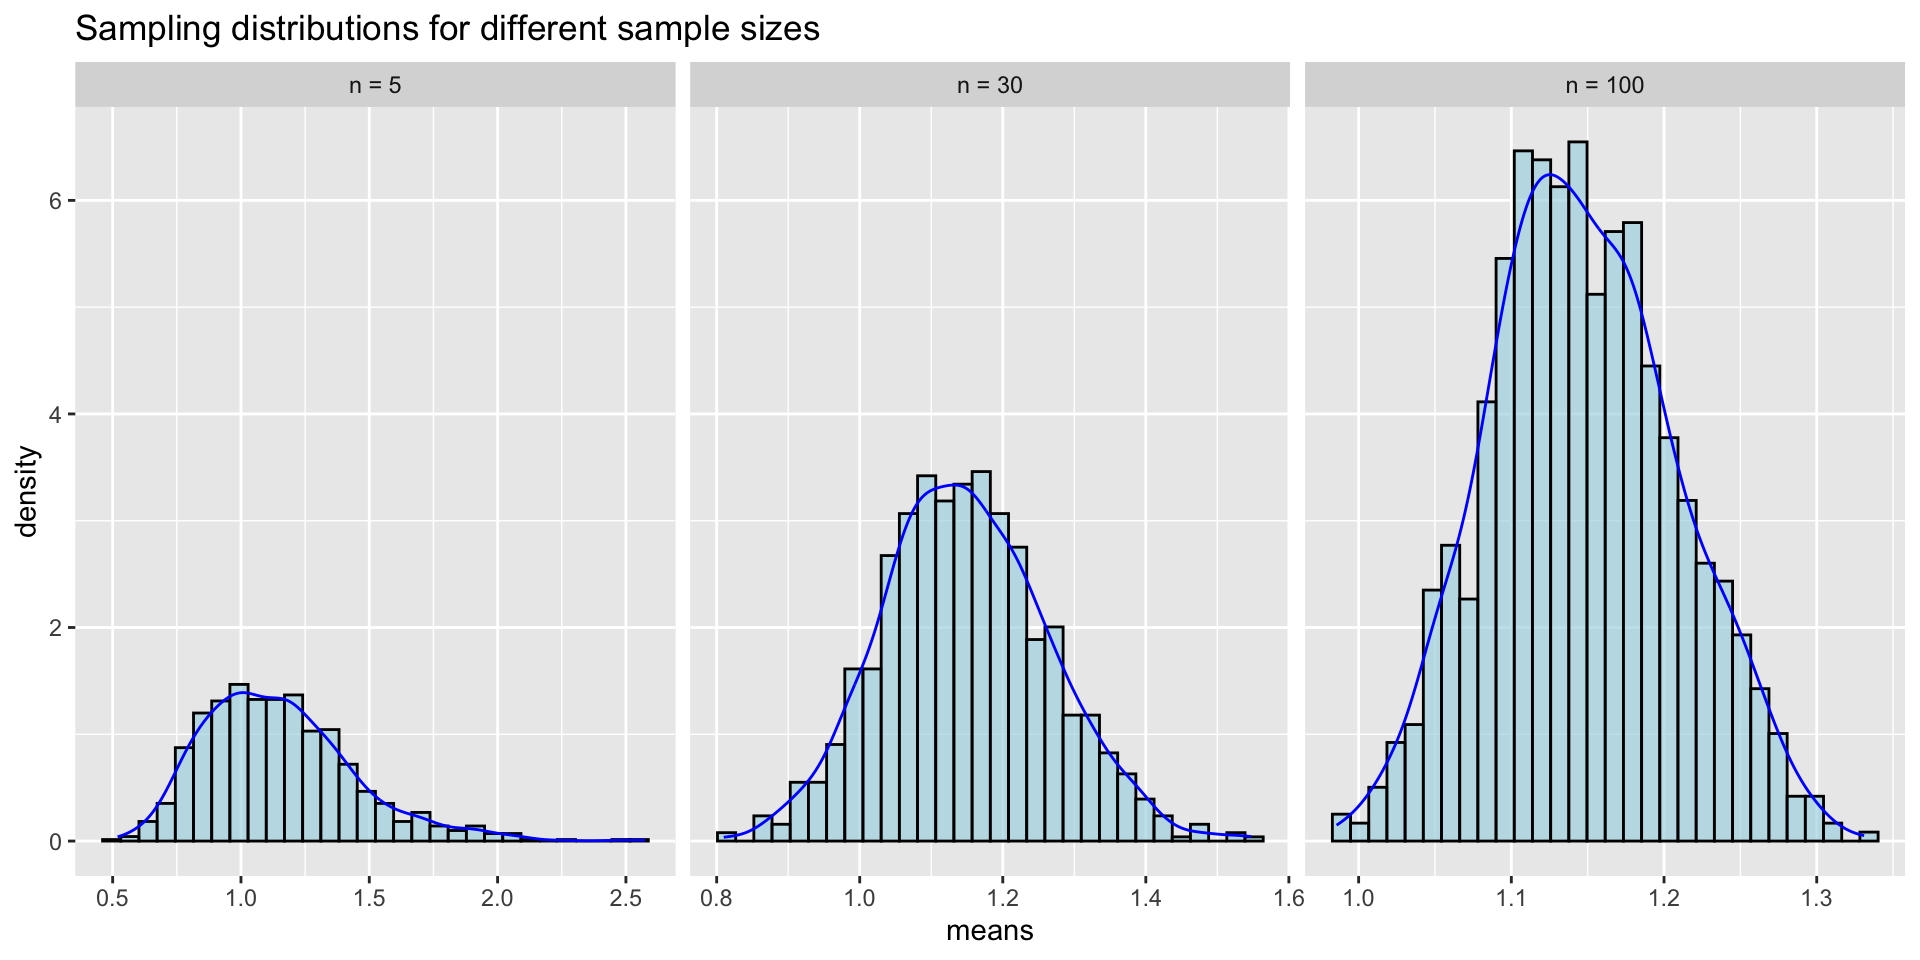 Sampling distributions for different sample sizes
n = 5
n = 30
n = 100
density
6
4
2
0
0.5 1.0 1.5 2.0 2.5
0.8 1.0 1.2 1.4 1.6
1.0 1.1 1.2 1.3
means